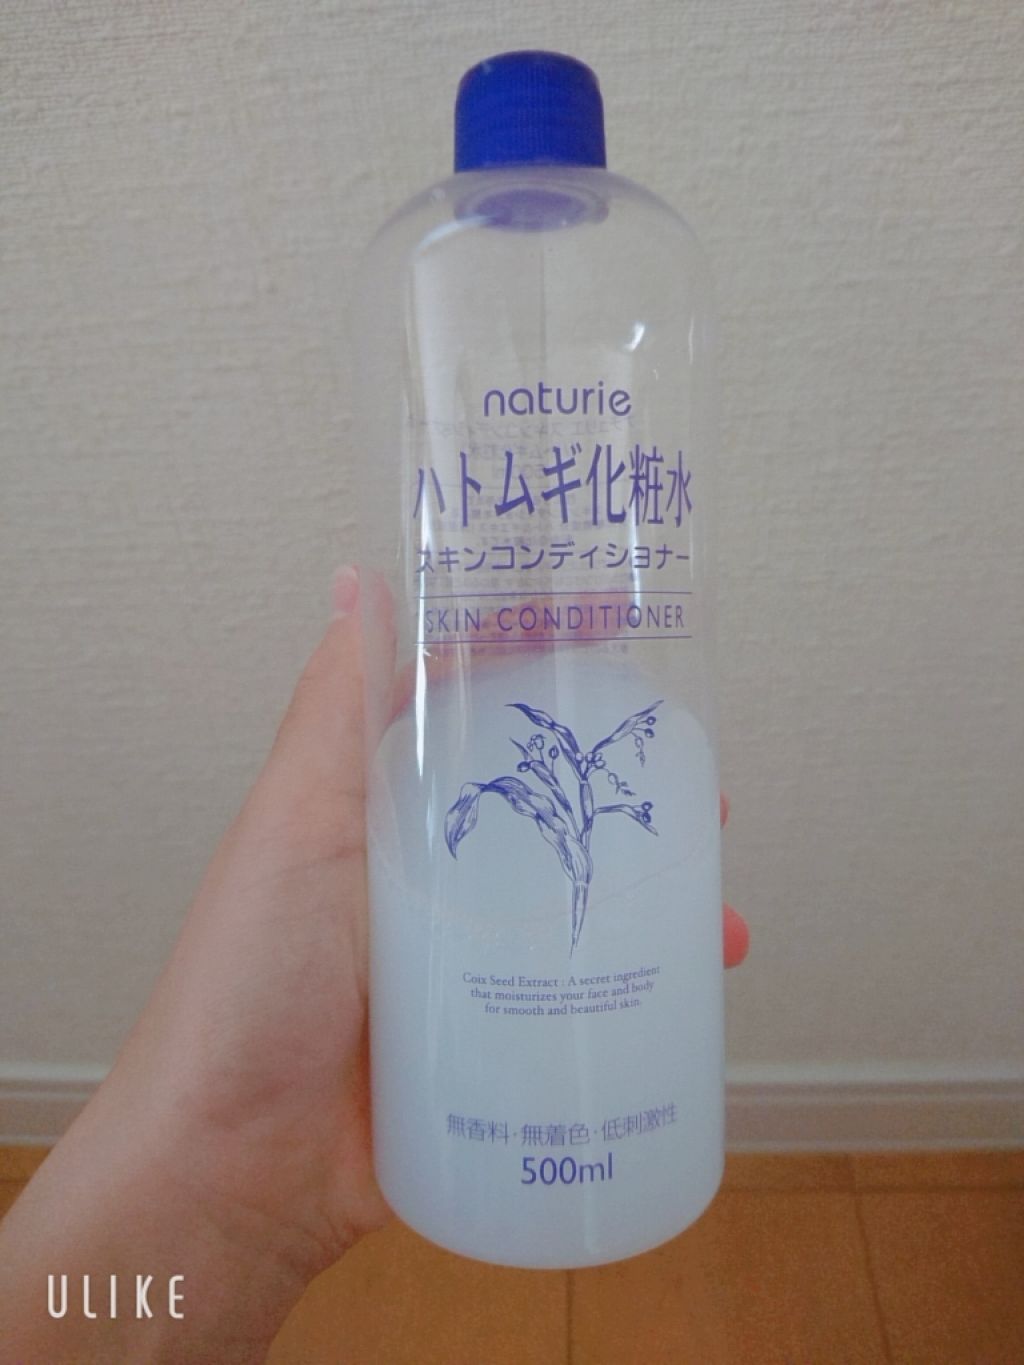 naturie
ハトムギ化粧水
スキンコンディショナー
SKIN CONDITIONER
Coix Seed Extract : A secret ingredient
that moisturizes your face and body
for smooth and beautiful skin.
無香料・無着色・低刺激性
500ml
ULIKE